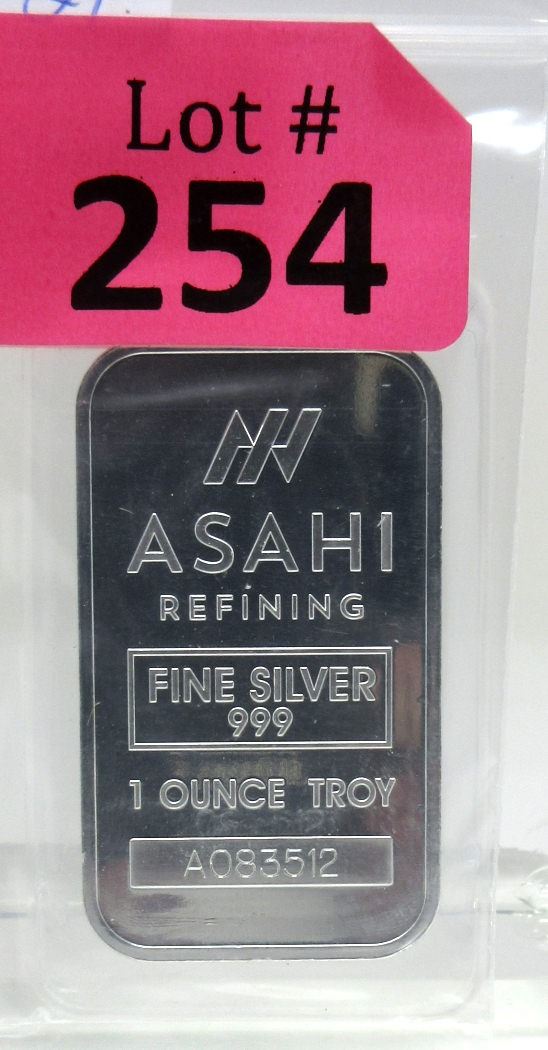 Lot #
254
ASAHI
REFINING
FINE SILVER
999
1 OUNCE TROY
A083512